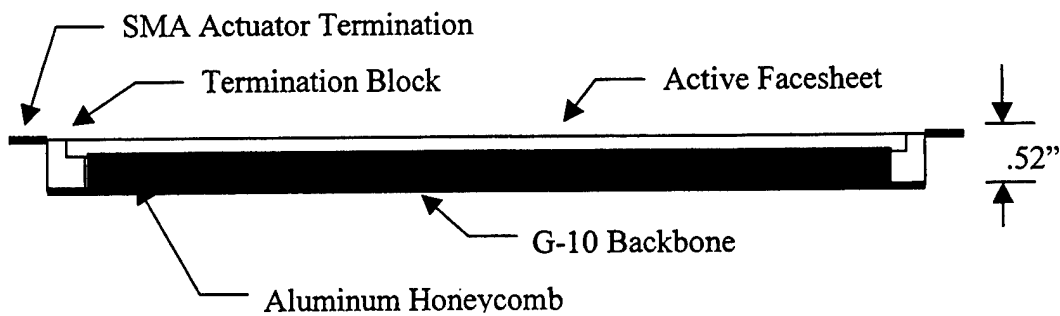 SMA Actuator Termination
Termination Block
Active Facesheet
.52”
G-10 Backbone
Aluminum Honeycomb